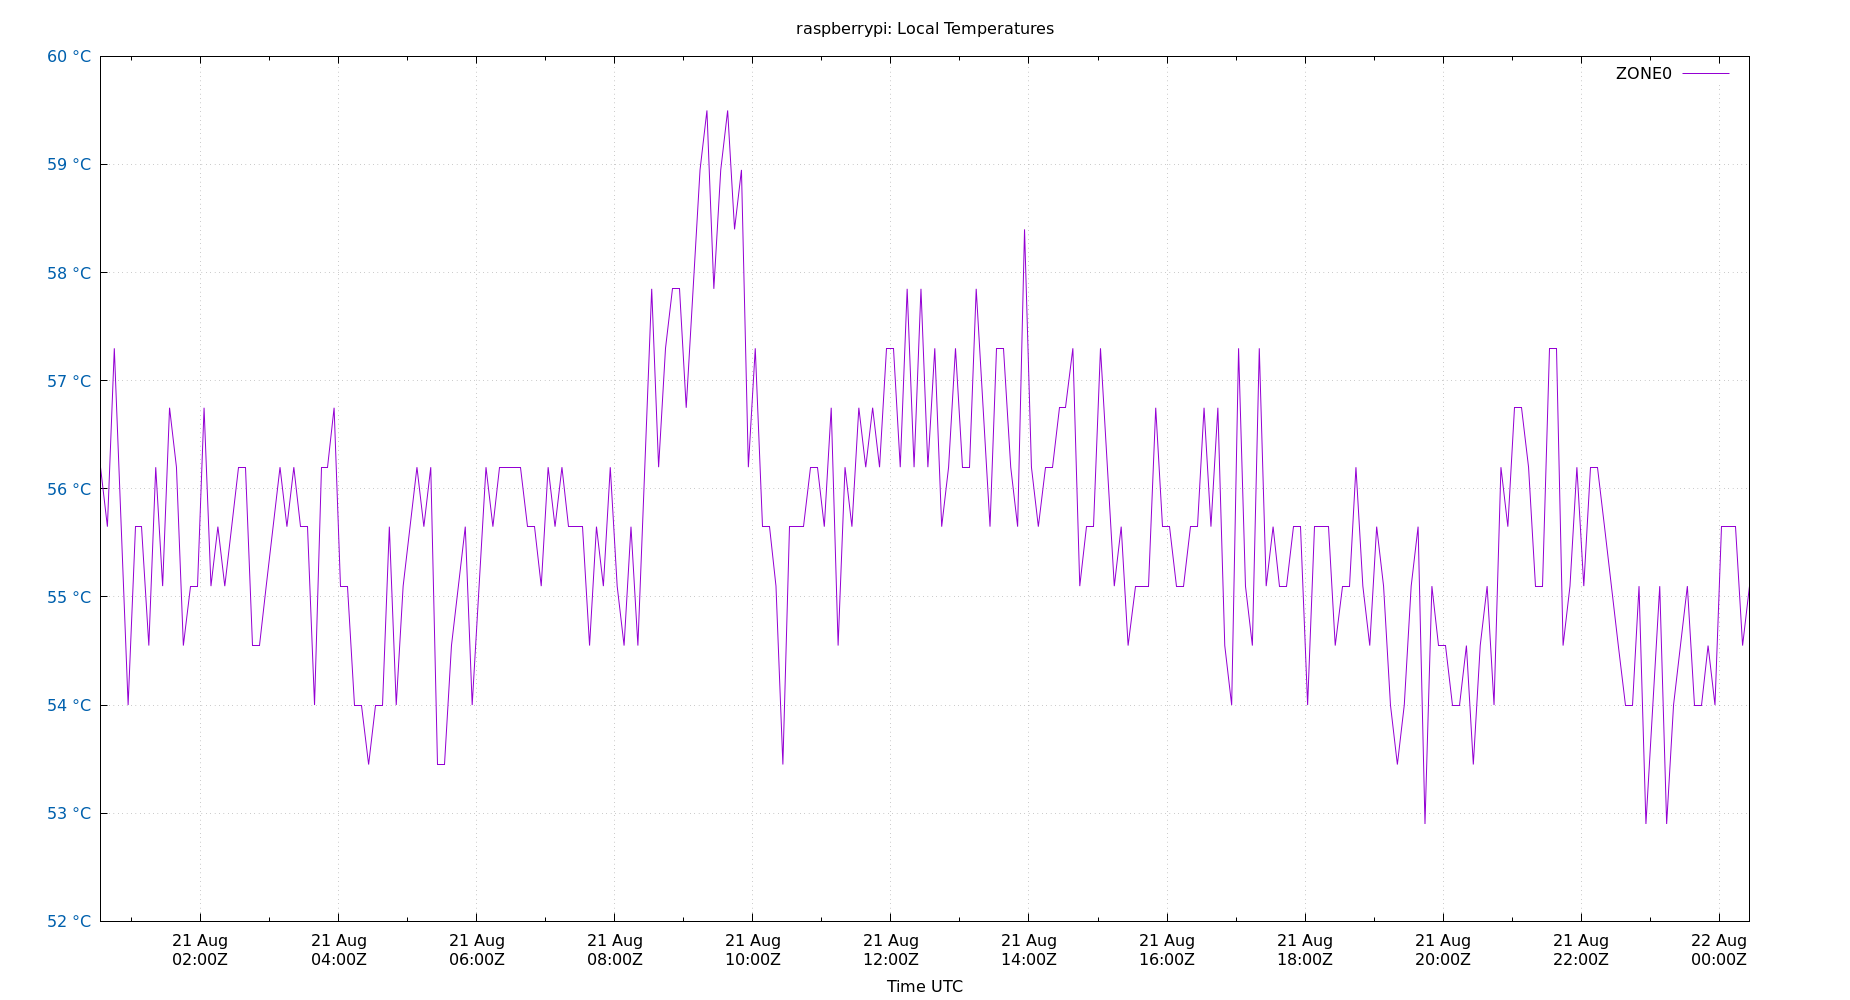 raspberrypi: Local Temperatures
60 °C
ZONE0
59 °C
58 °C
57 °C
56 °C
55 °C
54 °C
53 °C
52 °C
21 Aug 21 Aug 21 Aug 21 Aug 21 Aug 21 Aug 21 Aug 21 Aug 21 Aug 21 Aug 21 Aug 22 Aug
02:00Z 04:00Z 06:00Z 08:00Z 10:00Z 12:00Z 14:00Z 16:00Z 18:00Z 20:00Z 22:00Z 00:00Z
Time UTC